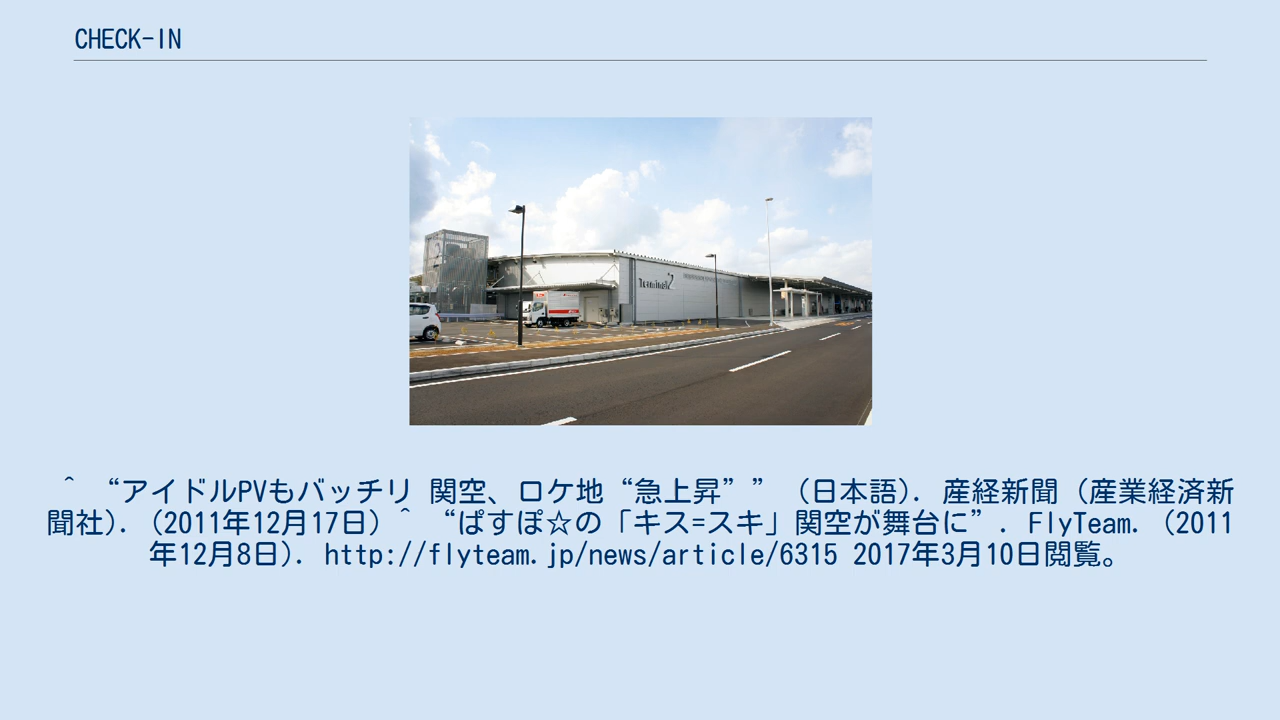 CHECK-IN
Terminal 2
^ “アイドルPVもバッチリ 関空、ロケ地“急上昇”” (日本語). 産経新聞 (産業経済新
聞社). (2011年12月17日) ^ “ぱすぽ☆の「キス=スキ」関空が舞台に”. FlyTeam. (2011
年12月8日). http://flyteam.jp/news/article/6315 2017年3月10日閲覧。